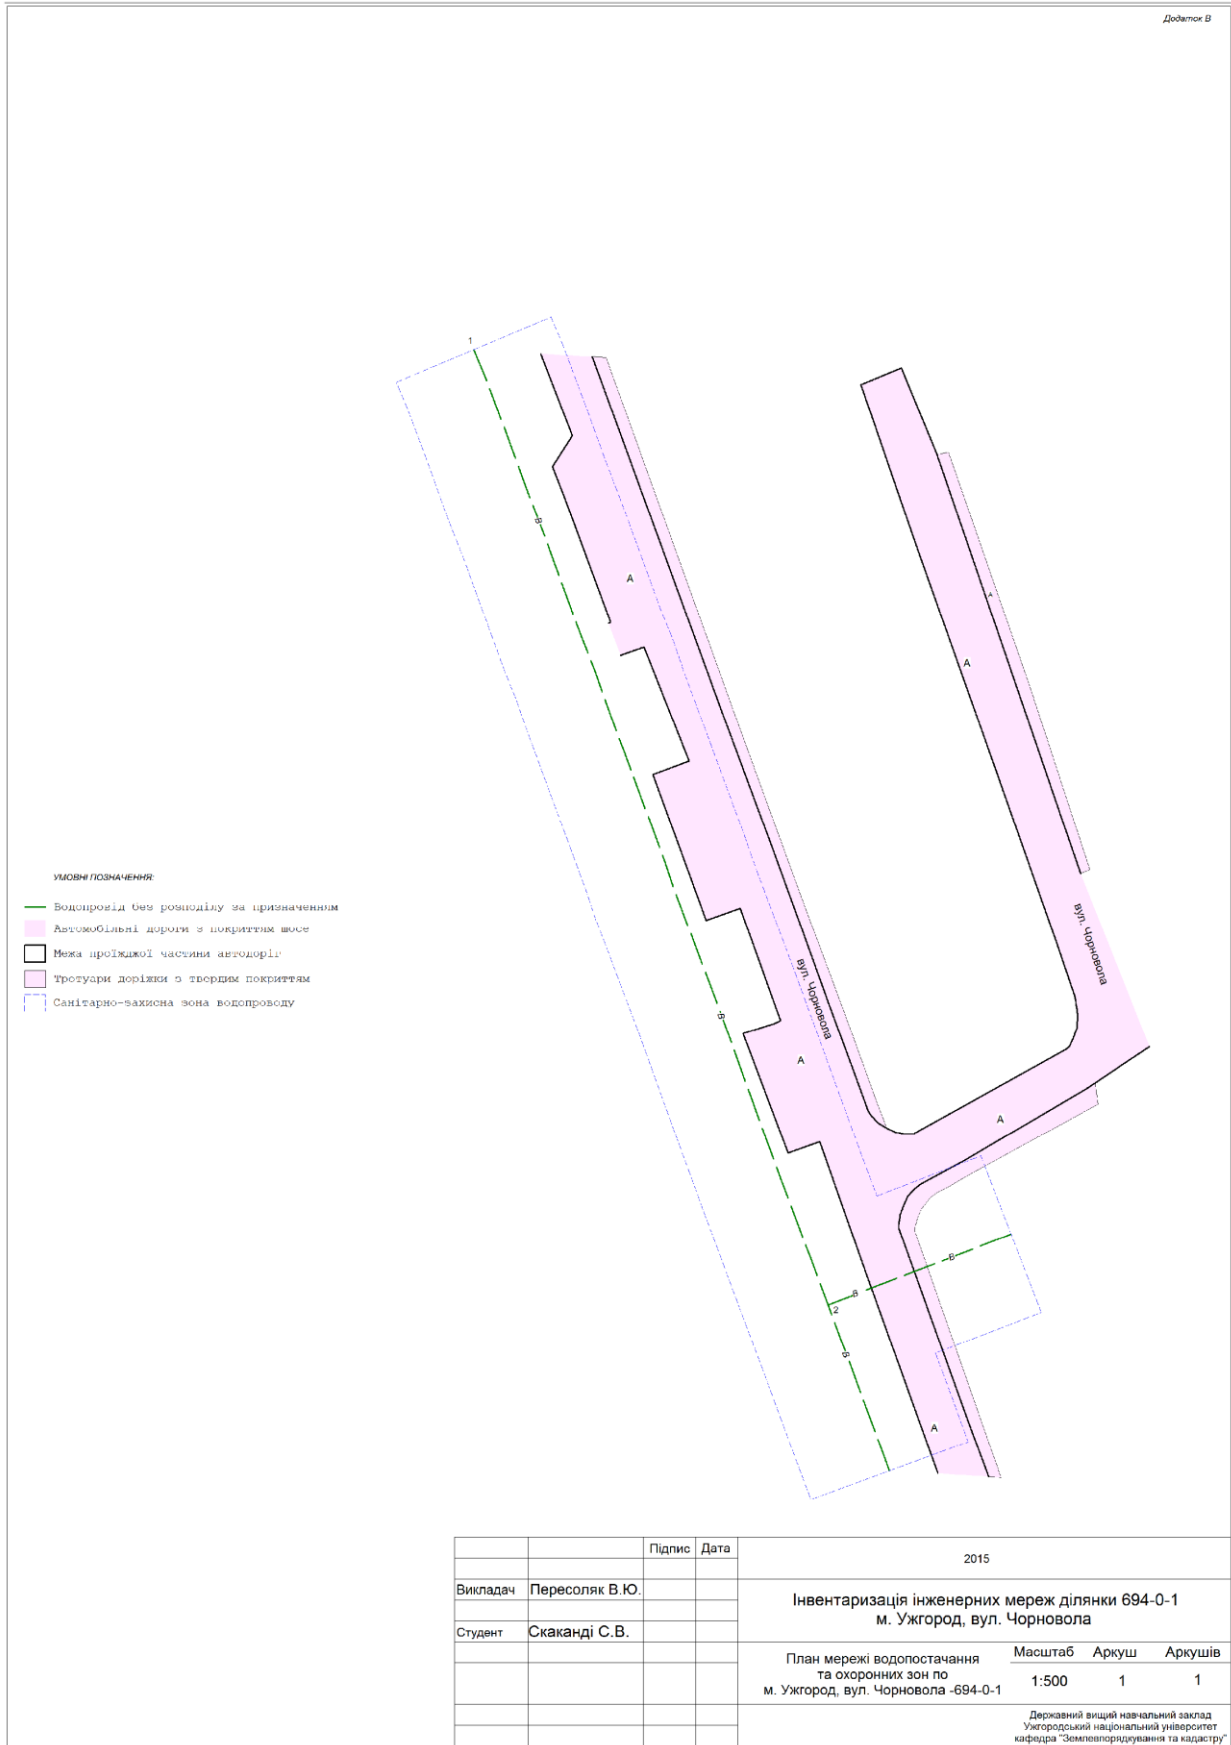 Додаток В
1
В
А
А
А
вул. Чорновола
вул. Чорновола
В
А
А
В
В
2
В
А
УМОВНІ ПОЗНАЧЕННЯ:
Водопровід без розподілу за призначенням
Автомобільні дороги з покриттям шосе
Межа проїжджої частини автодоріг
Тротуари доріжки з твердим покриттям
Санітарно-захисна зона водопроводу
Підпис Дата
2015
Викладач Пересоляк В.Ю.
Інвентаризація інженерних мереж ділянки 694-0-1
м. Ужгород, вул. Чорновола
Студент Скаканді С.В.
План мережі водопостачання
та охоронних зон по
м. Ужгород, вул. Чорновола -694-0-1
Масштаб Аркуш Аркушів
1:500 1 1
Державний вищий навчальний заклад
Ужгородський національний університет
кафедра "Землевпорядкування та кадастру"